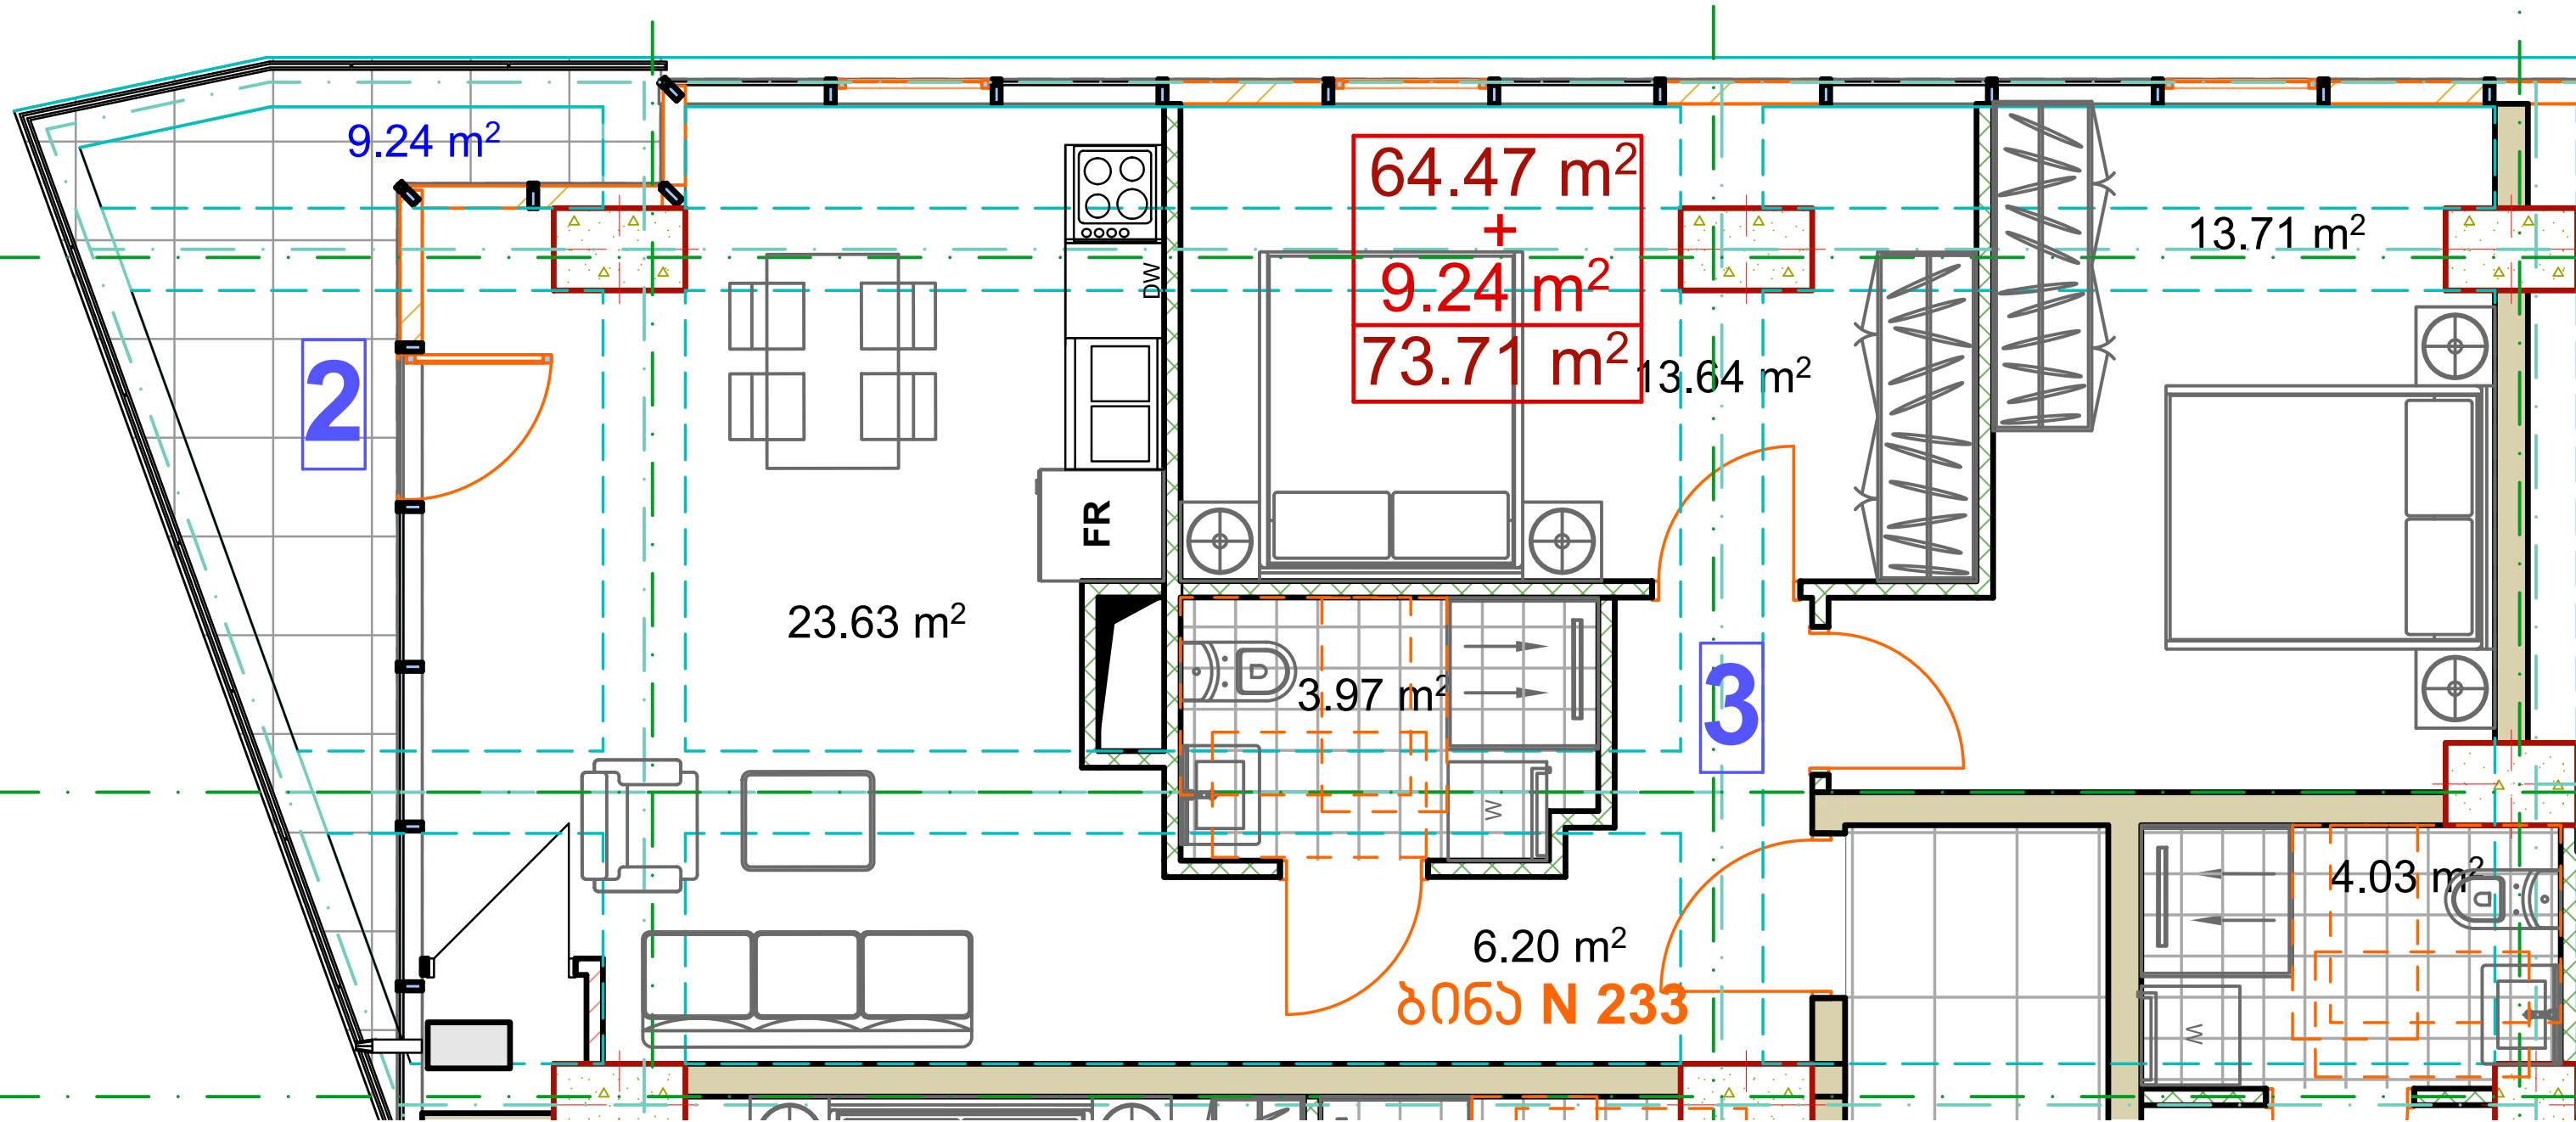 9.24 m²
64.47 m²
+
9.24 m²
73.71 m²
13.71 m²
DW
2
13.64 m²
FR
23.63 m²
3.97 m²
3
W
4.03 m²
6.20 m²
ბინა N 233
W